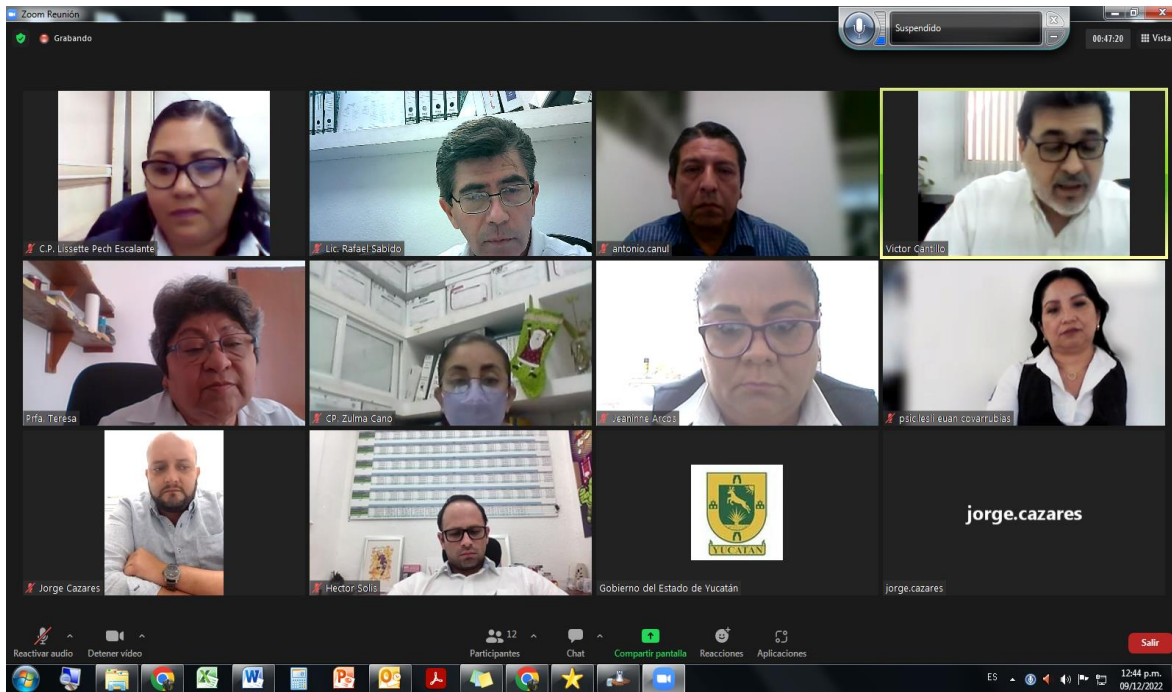 Zoom Reunión
Grabando
Suspendido
00:47:20
Vista
C.P. Lissette Pech Escalante
Lic. Rafael Sabido
antonio.canul
Victor Cantillo
Prfa. Teresa
CP. Zulma Cano
Jeaninne Arcos
psic.lesli euan covarrubias
Jorge Cazares
Hector Solis
YUCATAN
Gobierno del Estado de Yucatán
jorge.cazares
jorge.cazares
Reactivar audio
Detener video
12
Participantes
Chat
Compartir pantalla
Reacciones
Aplicaciones
Salir
ES
12:44 p.m.
09/12/2022